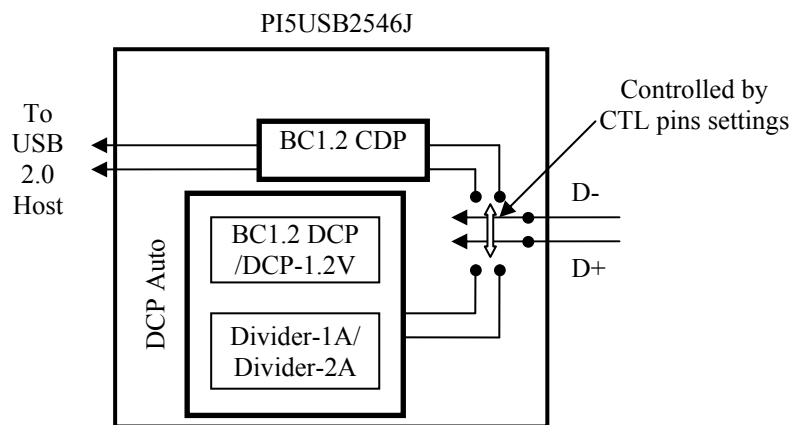 PI5USB2546J
To
USB
2.0
Host
BC1.2 CDP
Controlled by
CTL pins settings
D-
D+
DCP Auto
BC1.2 DCP
/DCP-1.2V
Divider-1A/
Divider-2A